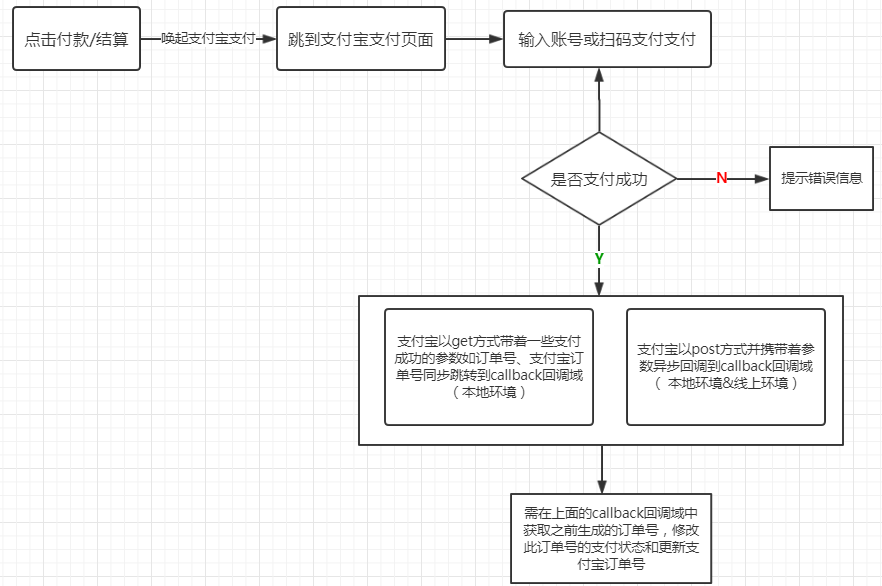 点击付款/结算
唤起支付宝支付
跳到支付宝支付页面
输入账号或扫码支付支付
是否支付成功
N
提示错误信息
Y
支付宝以get方式带着一些支付
成功的参数如订单号、支付宝订
单号同步跳转到callback回调域
（本地环境）
支付宝以post方式并携带着参
数异步回调到callback回调域
（ 本地环境&线上环境）
需在上面的callback回调域中
获取之前生成的订单号，修改
此订单号的支付状态和更新支
付宝订单号